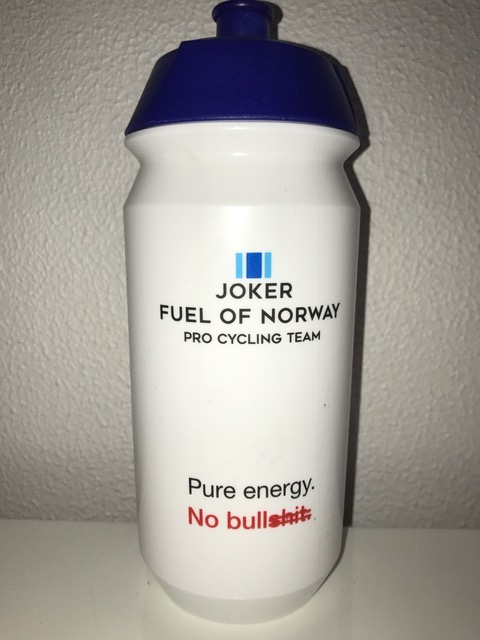 JOKER
FUEL OF NORWAY
PRO CYCLING TEAM
Pure energy.
No bullshit.